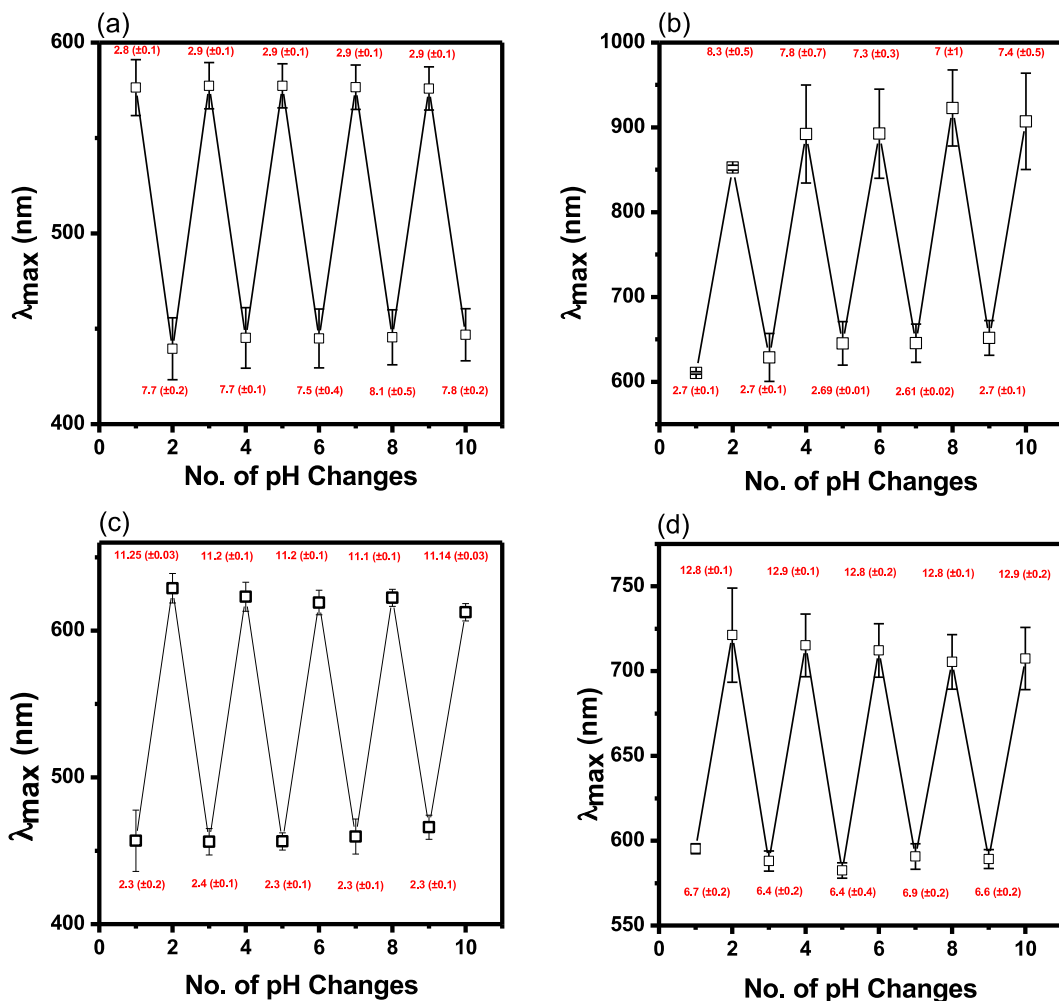 (a)
2.8 (±0.1) 2.9 (±0.1) 2.9 (±0.1) 2.9 (±0.1) 2.9 (±0.1)
600
500
400
λmax (nm)
7.7 (±0.2) 7.7 (±0.1) 7.5 (±0.4) 8.1 (±0.5) 7.8 (±0.2)
0 2 4 6 8 10
No. of pH Changes
(b)
8.3 (±0.5) 7.8 (±0.7) 7.3 (±0.3) 7 (±1) 7.4 (±0.5)
1000
900
800
700
600
λmax (nm)
2.7 (±0.1) 2.7 (±0.1) 2.69 (±0.01) 2.61 (±0.02) 2.7 (±0.1)
0 2 4 6 8 10
No. of pH Changes
(c)
11.25 (±0.03) 11.2 (±0.1) 11.2 (±0.1) 11.1 (±0.1) 11.14 (±0.03)
600
500
400
λmax (nm)
2.3 (±0.2) 2.4 (±0.1) 2.3 (±0.1) 2.3 (±0.1) 2.3 (±0.1)
0 2 4 6 8 10
No. of pH Changes
(d)
12.8 (±0.1) 12.9 (±0.1) 12.8 (±0.2) 12.8 (±0.1) 12.9 (±0.2)
750
700
650
600
550
λmax (nm)
6.7 (±0.2) 6.4 (±0.2) 6.4 (±0.4) 6.9 (±0.2) 6.6 (±0.2)
0 2 4 6 8 10
No. of pH Changes